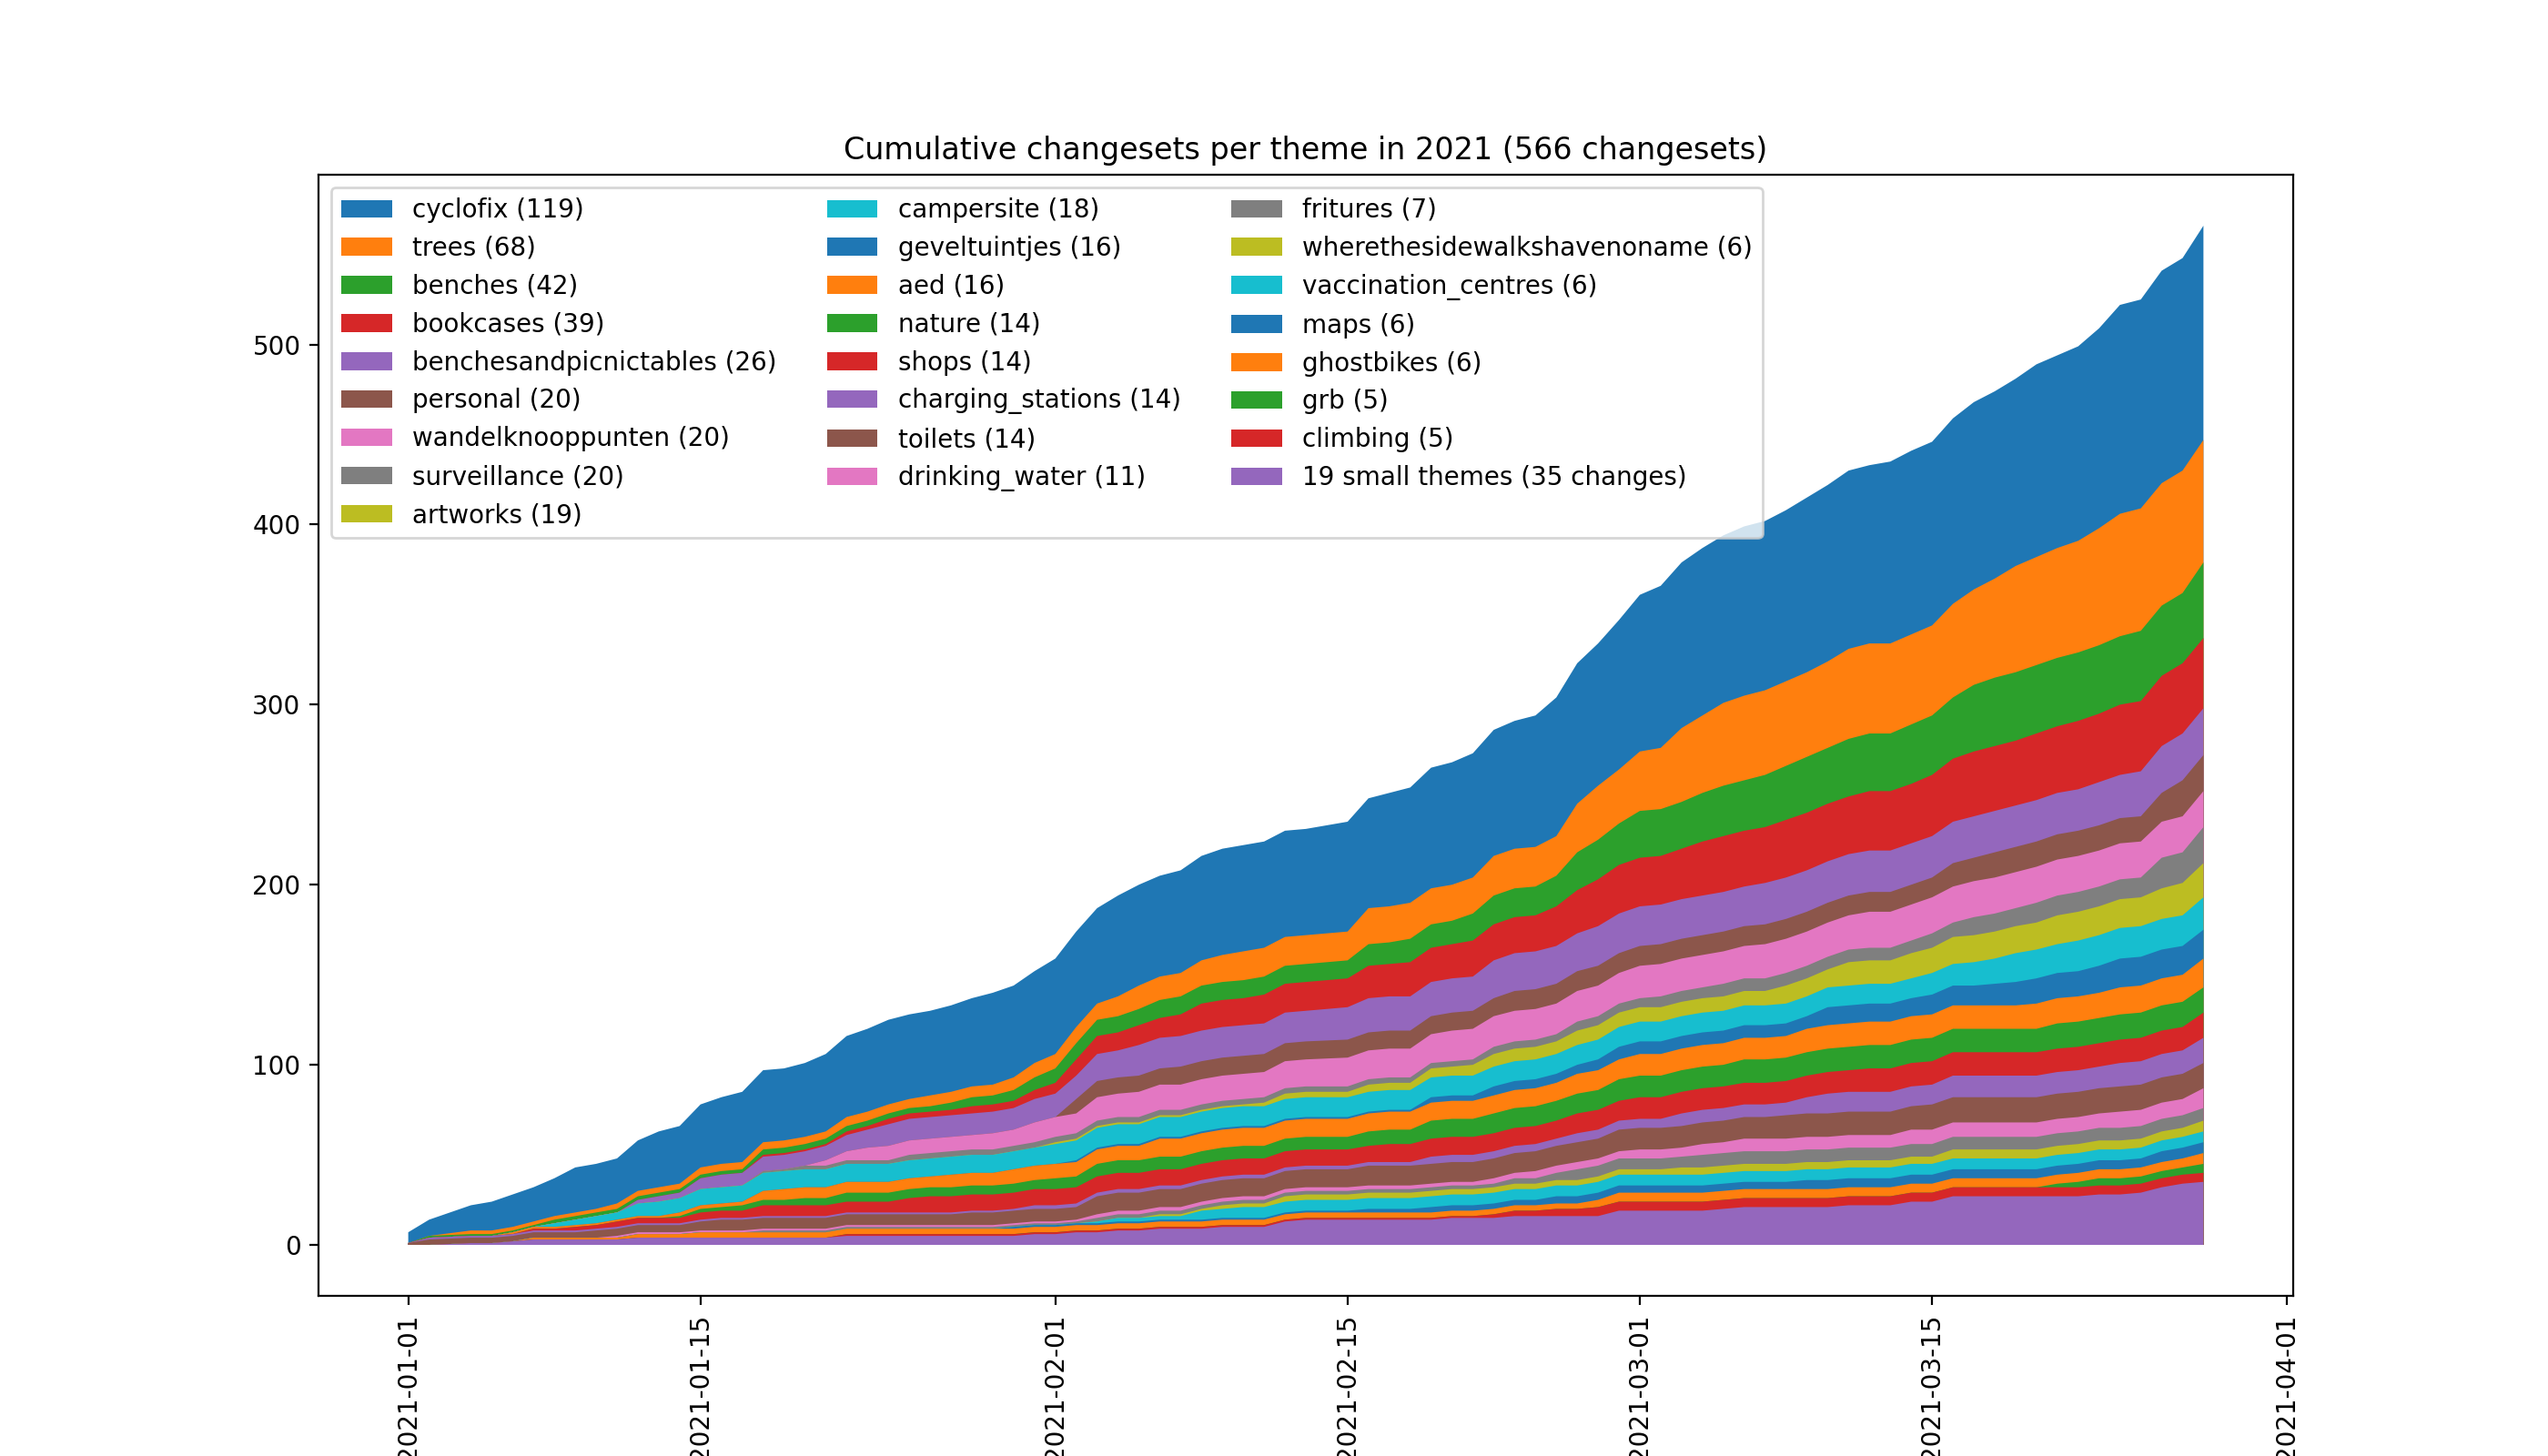 Cumulative changesets per theme in 2021 (566 changesets)
cyclofix (119)
trees (68)
benches (42)
bookcases (39)
benchesandpicnictables (26)
personal (20)
wandelknooppunten (20)
surveillance (20)
artworks (19)
campersite (18)
geveltuintjes (16)
aed (16)
nature (14)
shops (14)
charging_stations (14)
toilets (14)
drinking_water (11)
fritures (7)
wherethesidewalkshavenoname (6)
vaccination_centres (6)
maps (6)
ghostbikes (6)
grb (5)
climbing (5)
19 small themes (35 changes)
500
400
300
200
100
0
2021-01-01
2021-01-15
2021-02-01
2021-02-15
2021-03-01
2021-03-15
2021-04-01